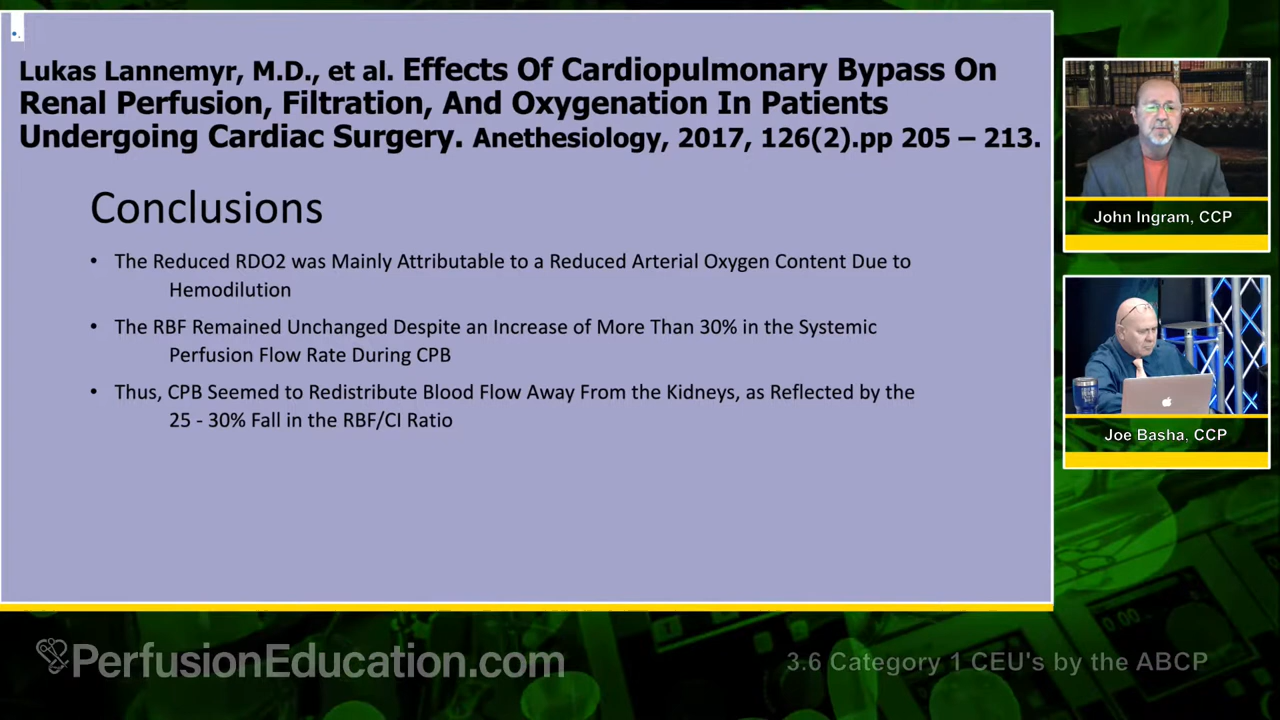 Lukas Lannemyr, M.D., et al. Effects Of Cardiopulmonary Bypass On
Renal Perfusion, Filtration, And Oxygenation In Patients
Undergoing Cardiac Surgery. Anethesiology, 2017, 126(2).pp 205 – 213.
Conclusions
• The Reduced RDO2 was Mainly Attributable to a Reduced Arterial Oxygen Content Due to
Hemodilution
• The RBF Remained Unchanged Despite an Increase of More Than 30% in the Systemic
Perfusion Flow Rate During CPB
• Thus, CPB Seemed to Redistribute Blood Flow Away From the Kidneys, as Reflected by the
25 - 30% Fall in the RBF/CI Ratio
John Ingram, CCP
Joe Basha, CCP
PerfusionEducation.com
3.6 Category 1 CEU's by the ABCP